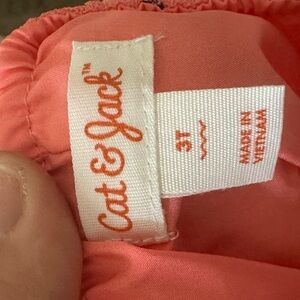 Cat & Jack™
3T
MADE IN
VIETNAM